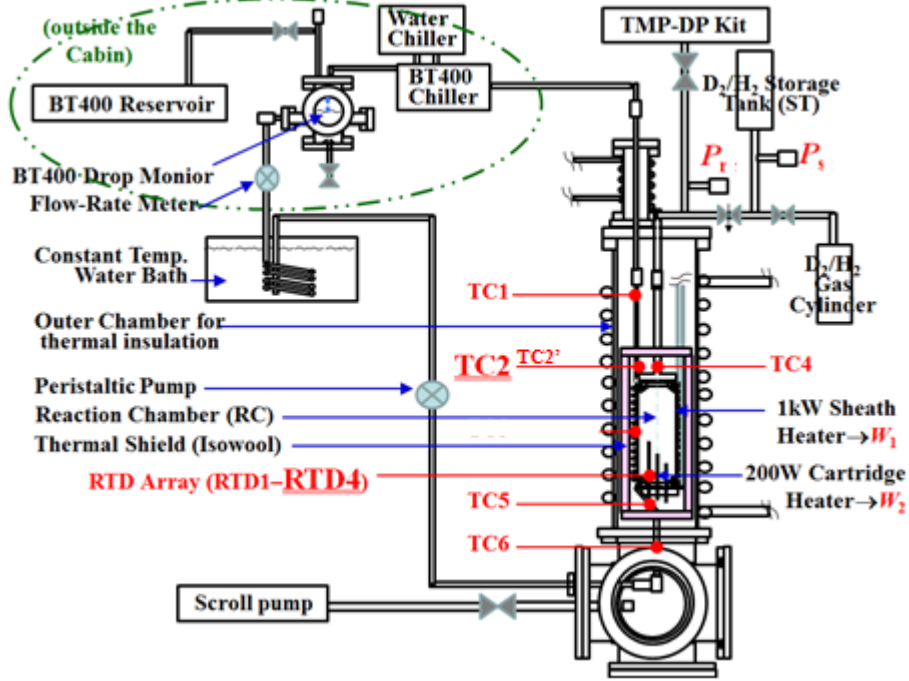 (outside the
Cabin)
Water
Chiller
BT400
Chiller
BT400 Reservoir
BT400 Drop Monior
Flow-Rate Meter
Constant Temp.
Water Bath
Outer Chamber for
thermal insulation
Peristaltic Pump
Reaction Chamber (RC)
Thermal Shield (Isowool)
RTD Array (RTD1–RTD4)
Scroll pump
TMP-DP Kit
D₂/H₂ Storage
Tank (ST)
Pr
Ps
D₂/H₂
Gas
Cylinder
TC1
TC2 TC2’
TC4
1kW Sheath
Heater→W₁
200W Cartridge
Heater→W₂
TC5
TC6